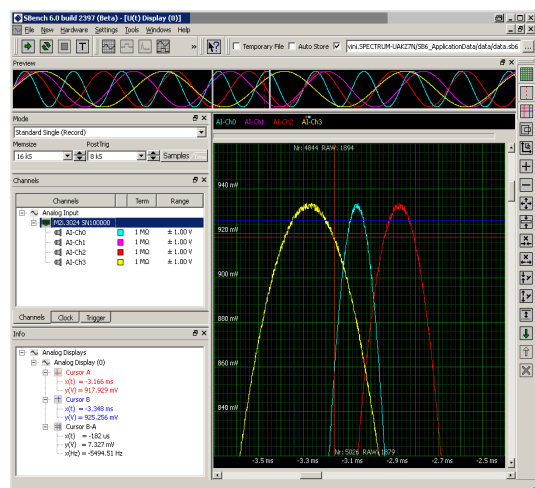 SBench 6.0 build 2397 (Beta) - [U(t) Display (0)]
File New Hardware Settings Tools Windows Help
T » Temporary File Auto Store vini.SPECTRUM-UAKZ7N/SB6_ApplicationData/data/data.sb6 ...
Preview
Mode
Standard Single (Record)
Memsize PostTrig
16 kS 8 kS Samples
Channels
Channels Term Range
Analog Input
M2i.3024 SN100000
AI-Ch0 1 MΩ ± 1.00 V
AI-Ch1 1 MΩ ± 1.00 V
AI-Ch2 1 MΩ ± 1.00 V
AI-Ch3 1 MΩ ± 1.00 V
Channels Clock Trigger
Info
Analog Displays
Analog Display (0)
Cursor A
x(t) = -3.166 ms
y(V) = 917.929 mV
Cursor B
x(t) = -3.348 ms
y(V) = 925.256 mV
Cursor B-A
x(t) = -182 us
y(V) = 7.327 mV
x(Hz) = -5494.51 Hz
AI-Ch0 AI-Ch1 AI-Ch2 AI-Ch3
Nr: 4844 RAW: 1894
940 mV
920 mV
900 mV
880 mV
860 mV
840 mV
Nr: 5026 RAW: 1879
-3.5 ms -3.3 ms -3.1 ms -2.9 ms -2.7 ms -2.5 ms